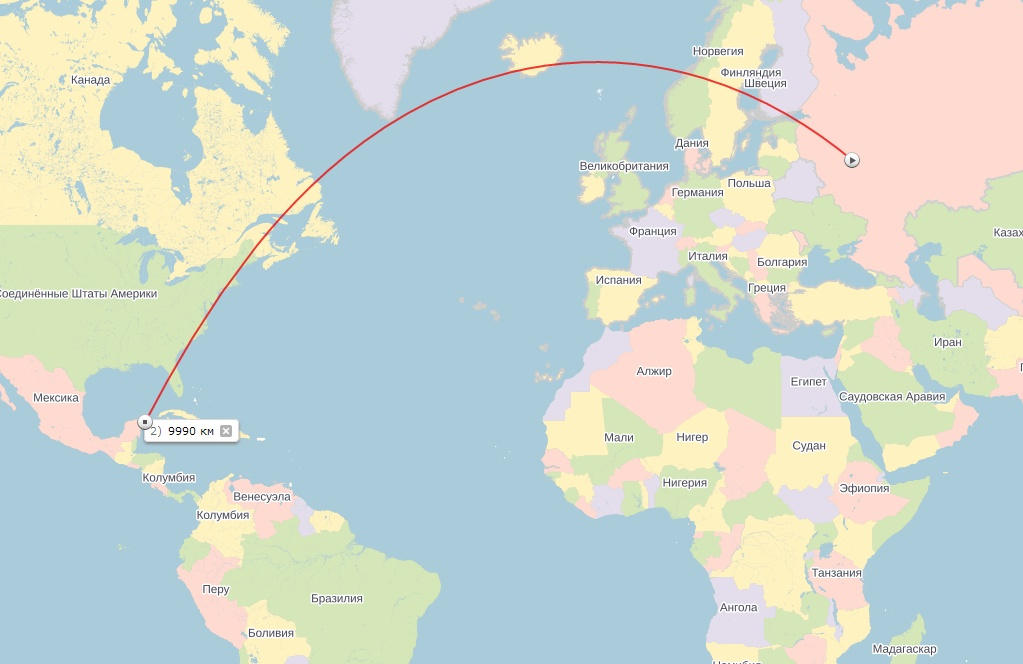 Норвегия
Финляндия
Швеция
Канада
Дания
Великобритания
Польша
Германия
Франция
Казах
Италия
Болгария
Испания
Греция
Соединённые Штаты Америки
Иран
Алжир
Египет
Мексика
Саудовская Аравия
2) 9990 км
Мали
Нигер
Судан
Колумбия
Нигерия
Эфиопия
Венесуэла
Колумбия
Танзания
Перу
Бразилия
Ангола
Боливия
Мадагаскар